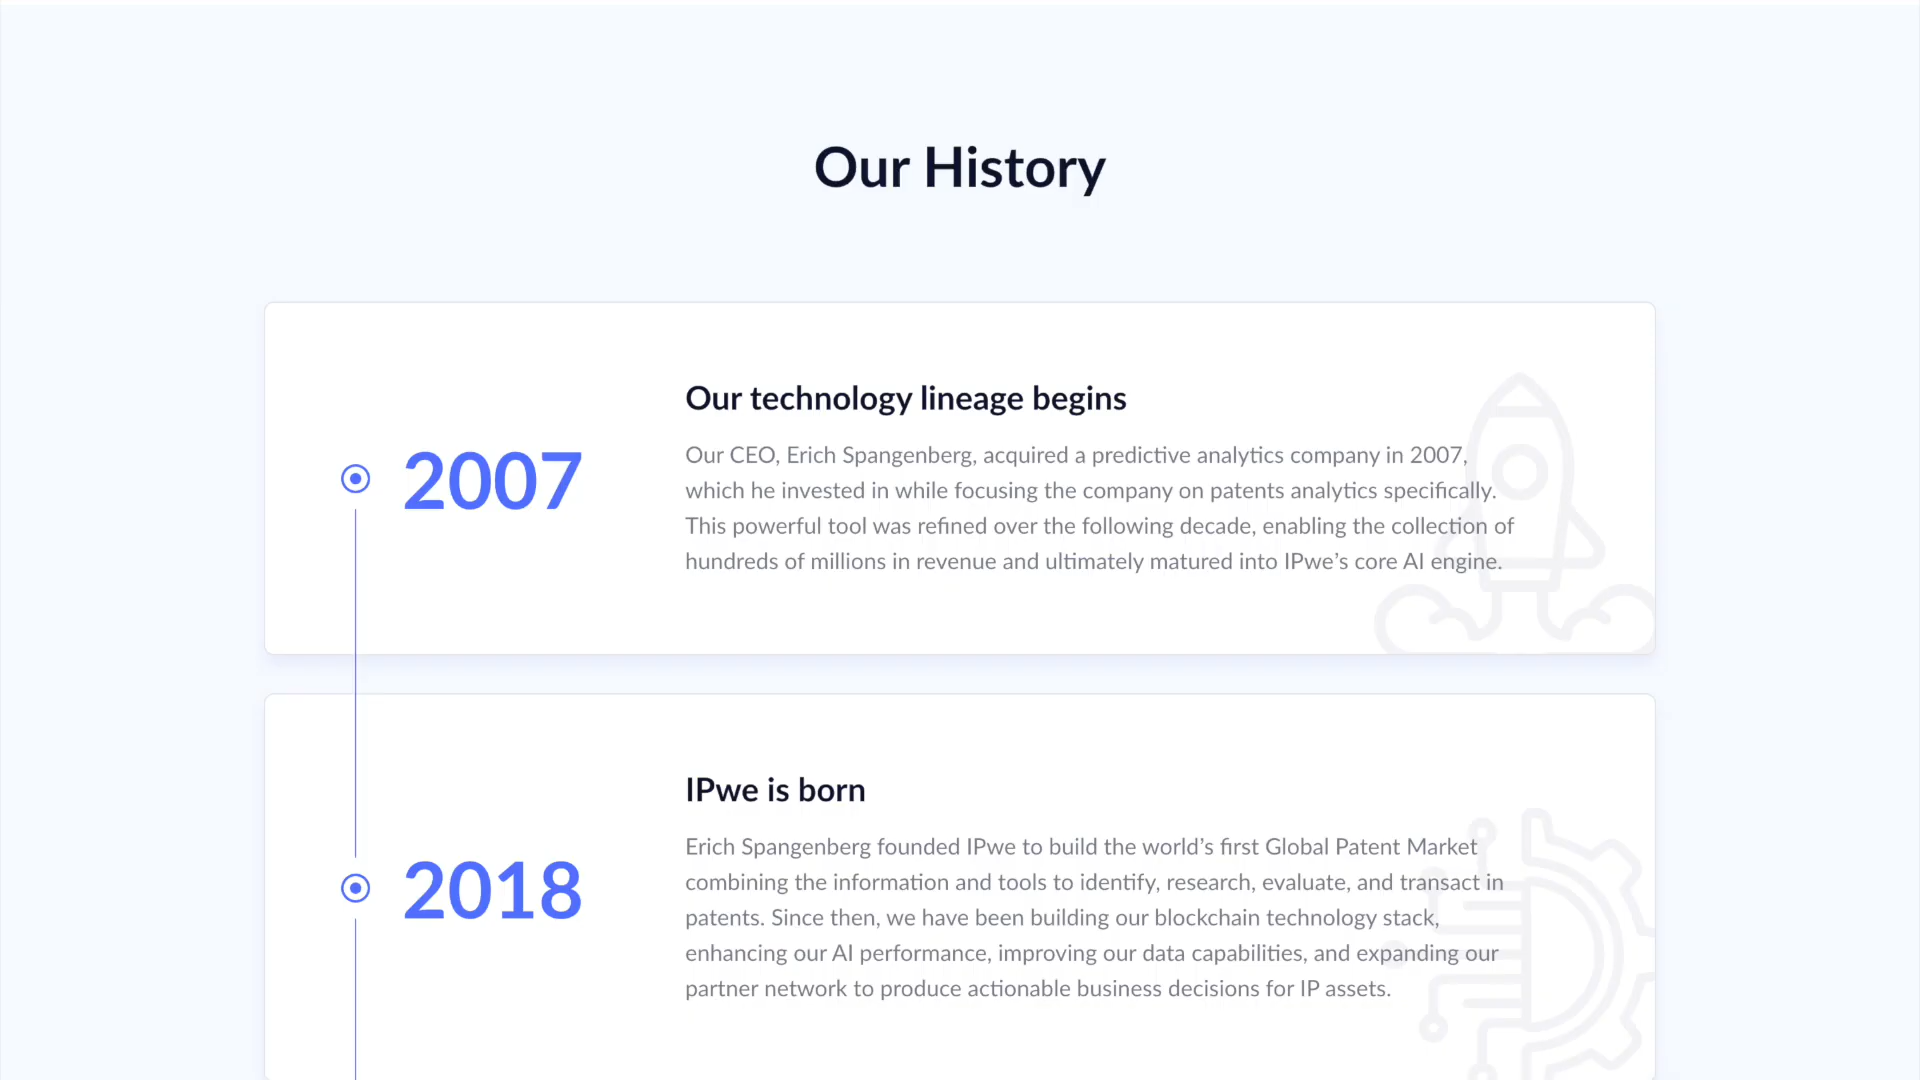 Our History
2007
Our technology lineage begins
Our CEO, Erich Spangenberg, acquired a predictive analytics company in 2007,
which he invested in while focusing the company on patents analytics specifically.
This powerful tool was refined over the following decade, enabling the collection of
hundreds of millions in revenue and ultimately matured into IPwe’s core AI engine.
2018
IPwe is born
Erich Spangenberg founded IPwe to build the world’s first Global Patent Market
combining the information and tools to identify, research, evaluate, and transact in
patents. Since then, we have been building our blockchain technology stack,
enhancing our AI performance, improving our data capabilities, and expanding our
partner network to produce actionable business decisions for IP assets.